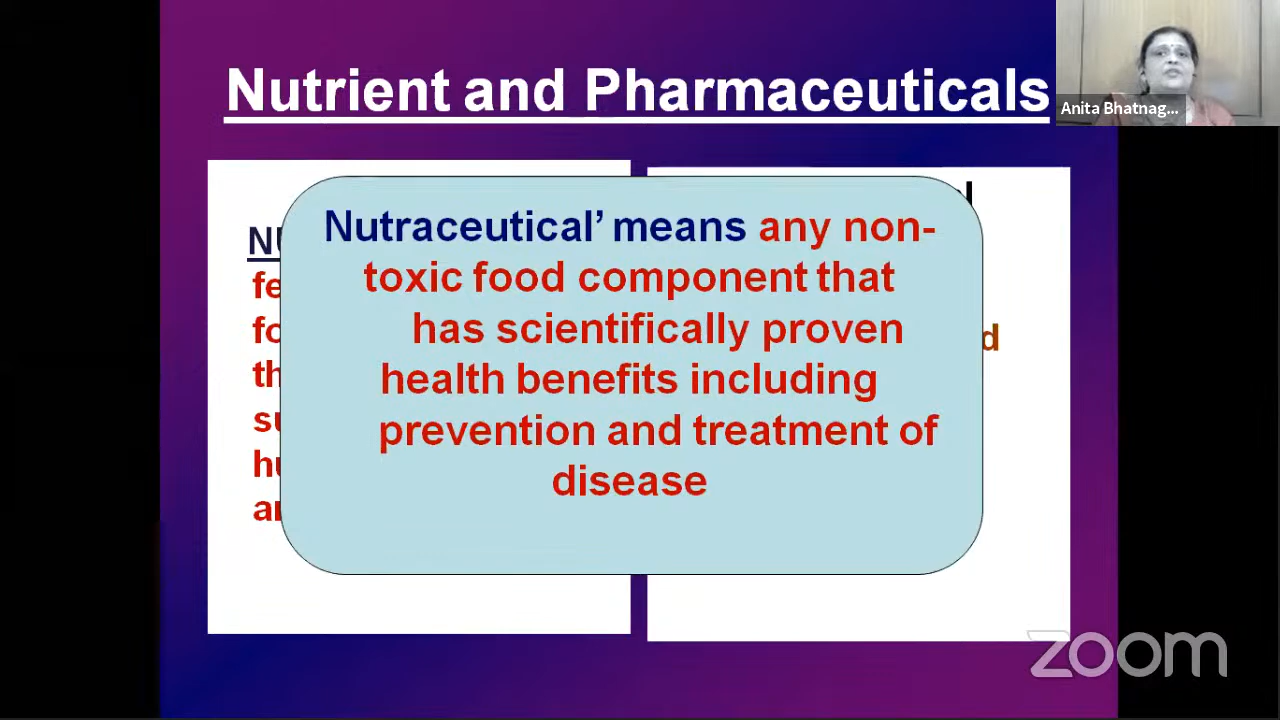 Nutrient and Pharmaceuticals
Anita Bhatnag...
Nutraceutical’ means any non-
toxic food component that
has scientifically proven
health benefits including
prevention and treatment of
disease
zoom